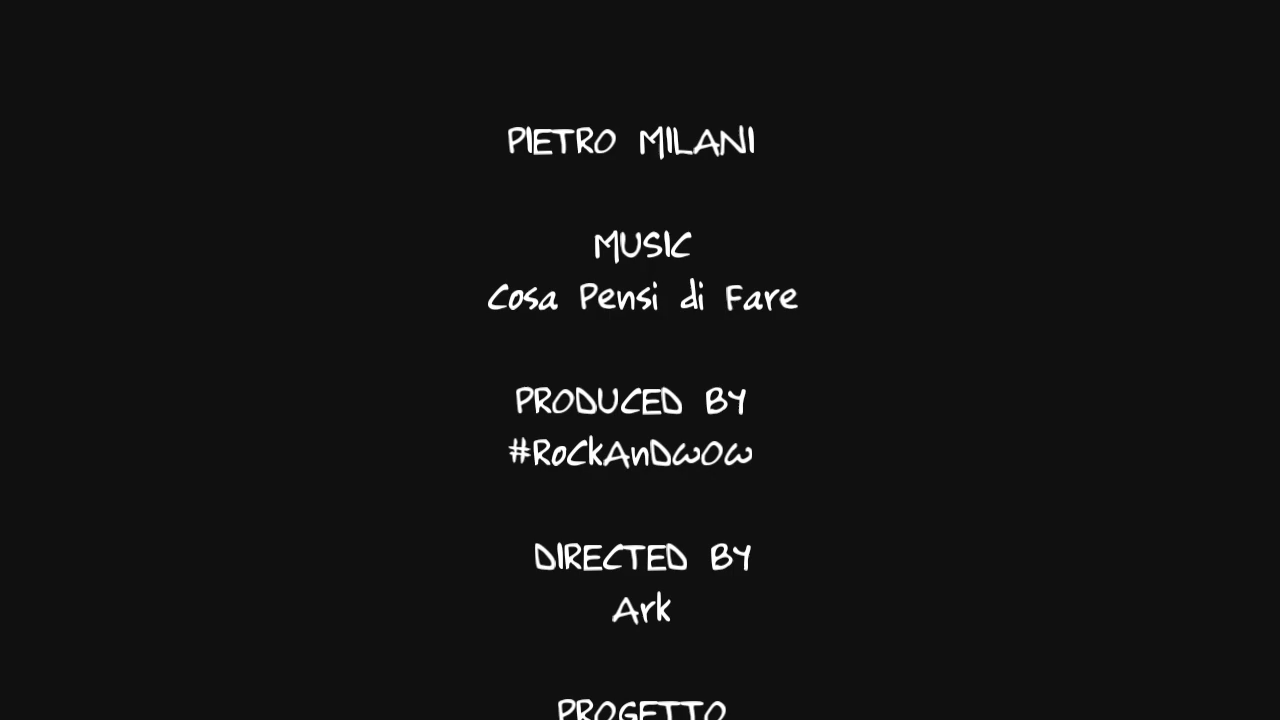 PIETRO MILANI
MUSIC
Cosa Pensi di Fare
PRODUCED BY
#RoCkAnDwOw
DIRECTED BY
Ark
PROGETTO